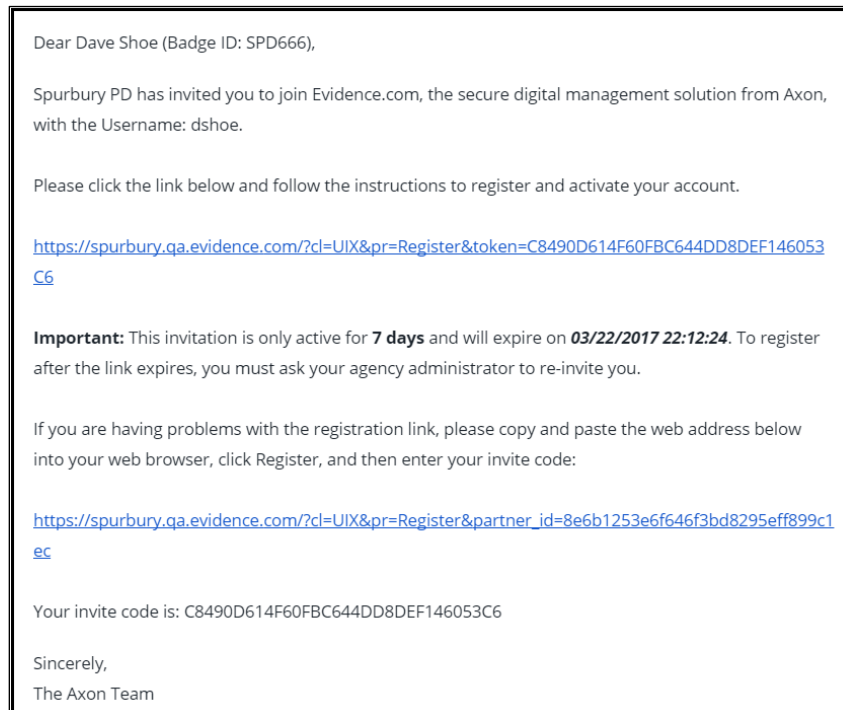 Dear Dave Shoe (Badge ID: SPD666),
Spurbury PD has invited you to join Evidence.com, the secure digital management solution from Axon,
with the Username: dshoe.
Please click the link below and follow the instructions to register and activate your account.
https://spurbury.qa.evidence.com/?cl=UIX&pr=Register&token=C8490D614F60FBC644DD8DEF146053
C6
Important: This invitation is only active for 7 days and will expire on 03/22/2017 22:12:24. To register
after the link expires, you must ask your agency administrator to re-invite you.
If you are having problems with the registration link, please copy and paste the web address below
into your web browser, click Register, and then enter your invite code:
https://spurbury.qa.evidence.com/?cl=UIX&pr=Register&partner_id=8e6b1253e6f646f3bd8295eff899c1
ec
Your invite code is: C8490D614F60FBC644DD8DEF146053C6
Sincerely,
The Axon Team